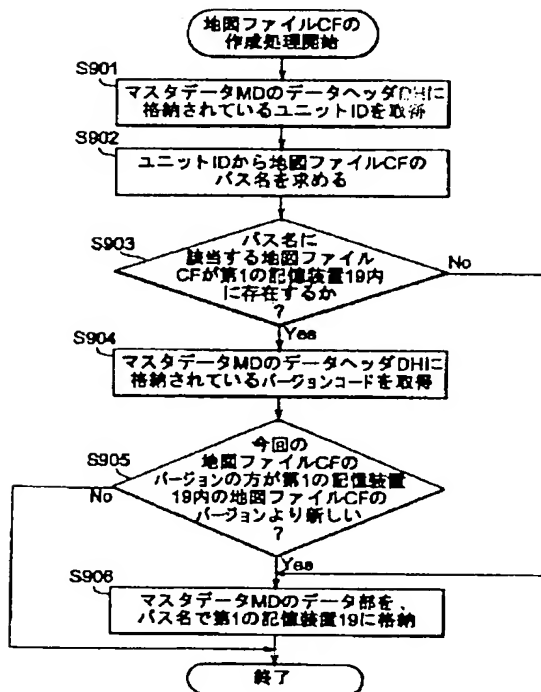 地図ファイルCFの
作成処理開始
S901
マスタデータMDのデータヘッダDHに
格納されているユニットIDを取得
S902
ユニットIDから地図ファイルCFの
パス名を求める
S903
パス名に
該当する地図ファイル
CFが第1の記憶装置19内
に存在するか
?
No
Yes
S904
マスタデータMDのデータヘッダDHに
格納されているバージョンコードを取得
S905
今回の
地図ファイルCFの
バージョンの方が第1の記憶装置
19内の地図ファイルCFの
バージョンより新しい
?
No
Yes
S906
マスタデータMDのデータ部を、
パス名で第1の記憶装置19に格納
終了